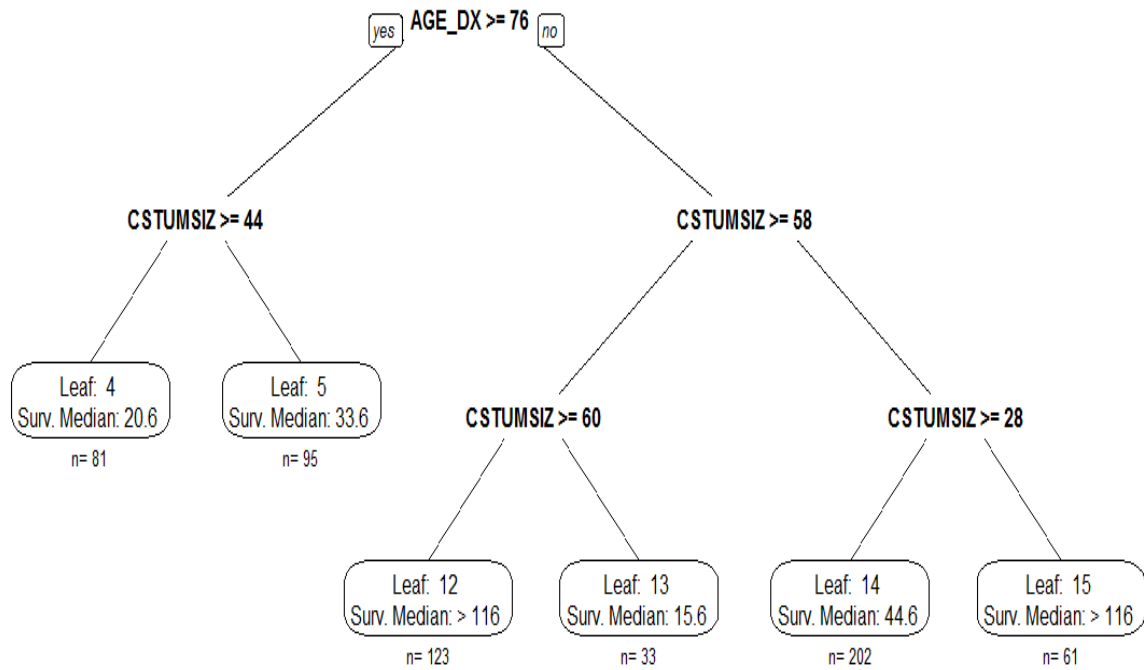 yes AGE_DX >= 76 no
CSTUMSIZ >= 44
CSTUMSIZ >= 58
Leaf: 4
Surv. Median: 20.6
n= 81
Leaf: 5
Surv. Median: 33.6
n= 95
CSTUMSIZ >= 60
CSTUMSIZ >= 28
Leaf: 12
Surv. Median: > 116
n= 123
Leaf: 13
Surv. Median: 15.6
n= 33
Leaf: 14
Surv. Median: 44.6
n= 202
Leaf: 15
Surv. Median: > 116
n= 61